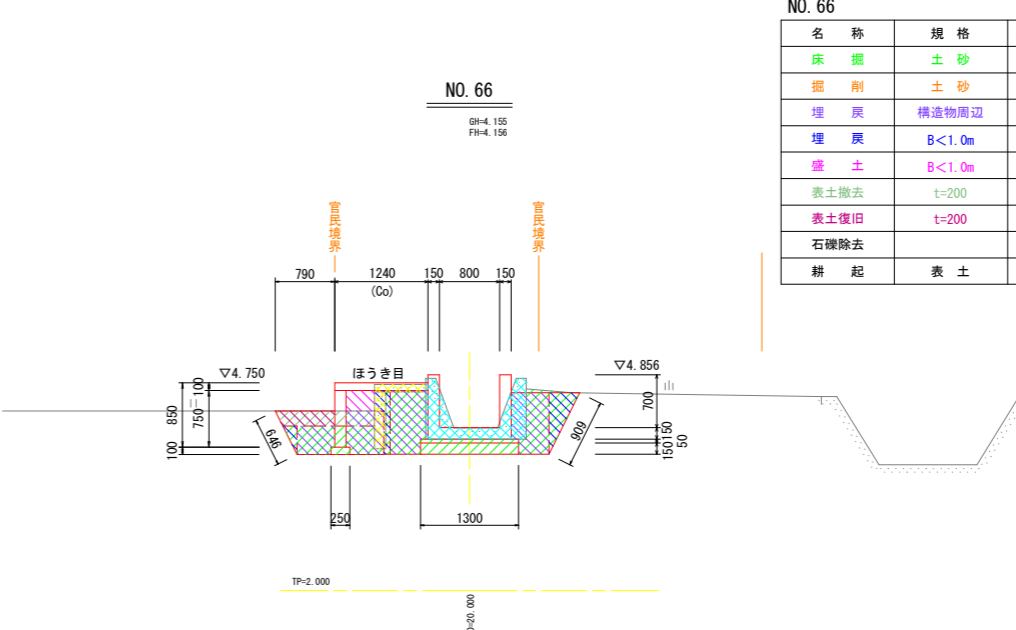 NO. 66
名 称 規 格
床 掘 土 砂
掘 削 土 砂
埋 戻 構造物周辺
埋 戻 B<1.0m
盛 土 B<1.0m
表土撤去 t=200
表土復旧 t=200
石礫除去
耕 起 表 土
NO. 66
GH=4.155
FH=4.156
官民境界
官民境界
790 1240 150 800 150
(Co)
▽4.750 ほうき目 ▽4.856
850
100
750
100
646
909
700
150
50
150
250 1300
TP=2.000
=20.000